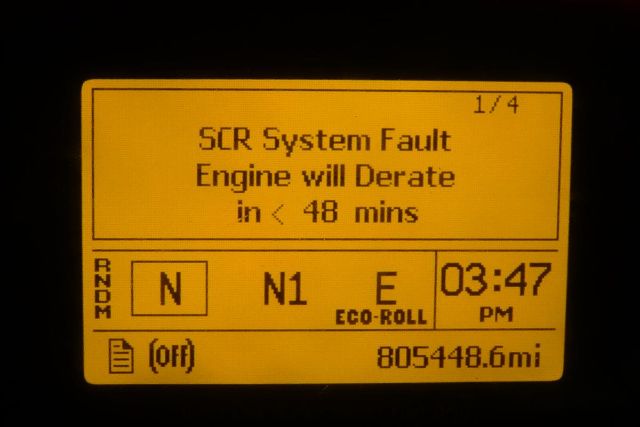 1/4
SCR System Fault
Engine will Derate
in < 48 mins
RNDM
N N1 E
ECO-ROLL
03:47
PM
(OFF)
805448.6mi